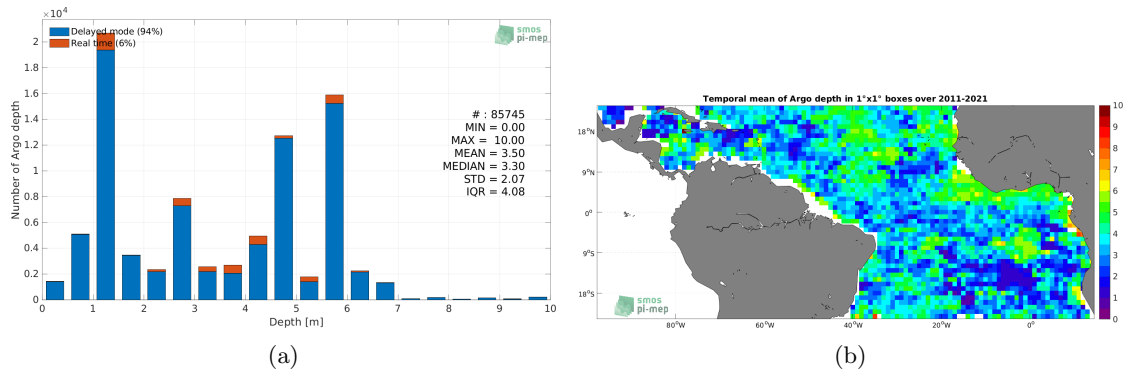 ×10⁴
Delayed mode (94%)
Real time (6%)
smos
pi-mep
2
1.8
1.6
1.4
1.2
1
0.8
0.6
0.4
0.2
0
Number of Argo depth
# : 85745
MIN = 0.00
MAX = 10.00
MEAN = 3.50
MEDIAN = 3.30
STD = 2.07
IQR = 4.08
0 1 2 3 4 5 6 7 8 9 10
Depth [m]
(a)
Temporal mean of Argo depth in 1°x1° boxes over 2011-2021
18°N
9°N
0°
9°S
18°S
80°W 60°W 40°W 20°W 0°
10
9
8
7
6
5
4
3
2
1
0
smos
pi-mep
(b)